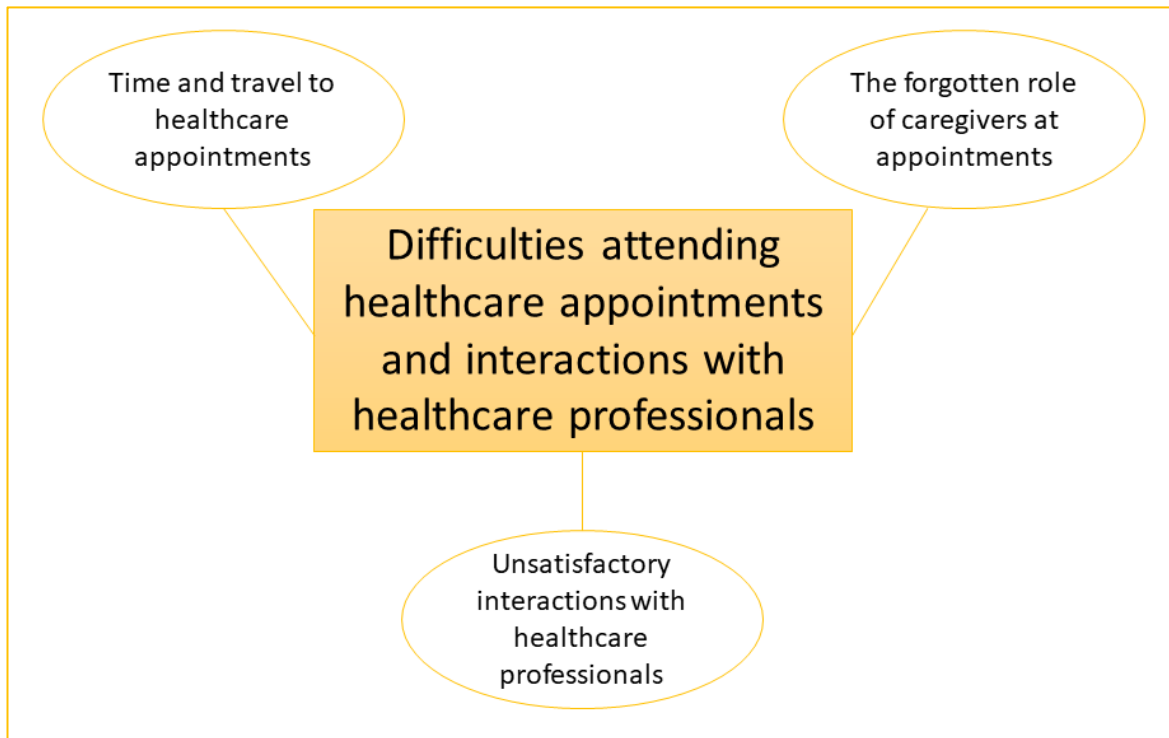 Time and travel to
healthcare
appointments
The forgotten role
of caregivers at
appointments
Difficulties attending
healthcare appointments
and interactions with
healthcare professionals
Unsatisfactory
interactions with
healthcare
professionals